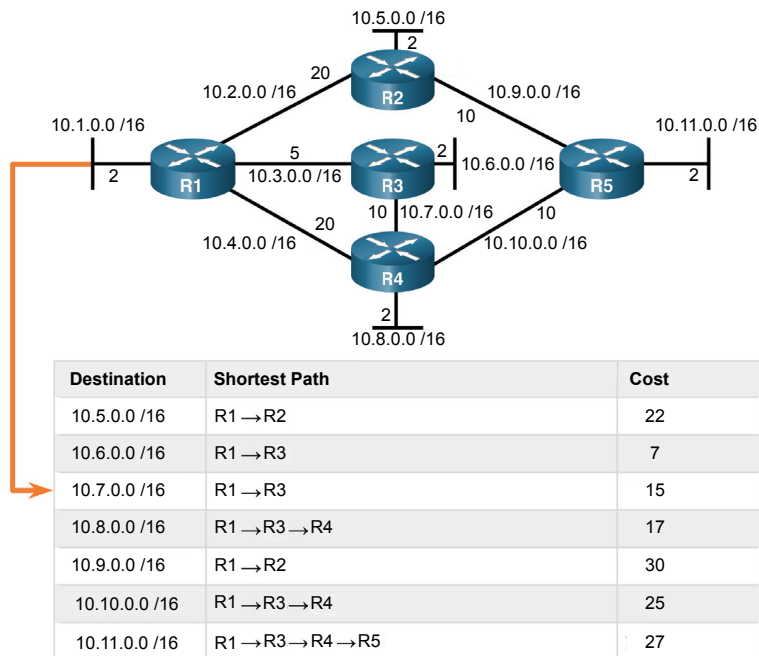 10.5.0.0 /16
2
20
10.2.0.0 /16
R2
10.9.0.0 /16
10
10.1.0.0 /16
10.11.0.0 /16
5
2
2
R1
10.3.0.0 /16
R3
10.6.0.0 /16
R5
2
10
10.7.0.0 /16
10
20
10.4.0.0 /16
10.10.0.0 /16
R4
2
10.8.0.0 /16
Destination Shortest Path Cost
10.5.0.0 /16 R1→R2 22
10.6.0.0 /16 R1→R3 7
10.7.0.0 /16 R1→R3 15
10.8.0.0 /16 R1→R3→R4 17
10.9.0.0 /16 R1→R2 30
10.10.0.0 /16 R1→R3→R4 25
10.11.0.0 /16 R1→R3→R4→R5 27